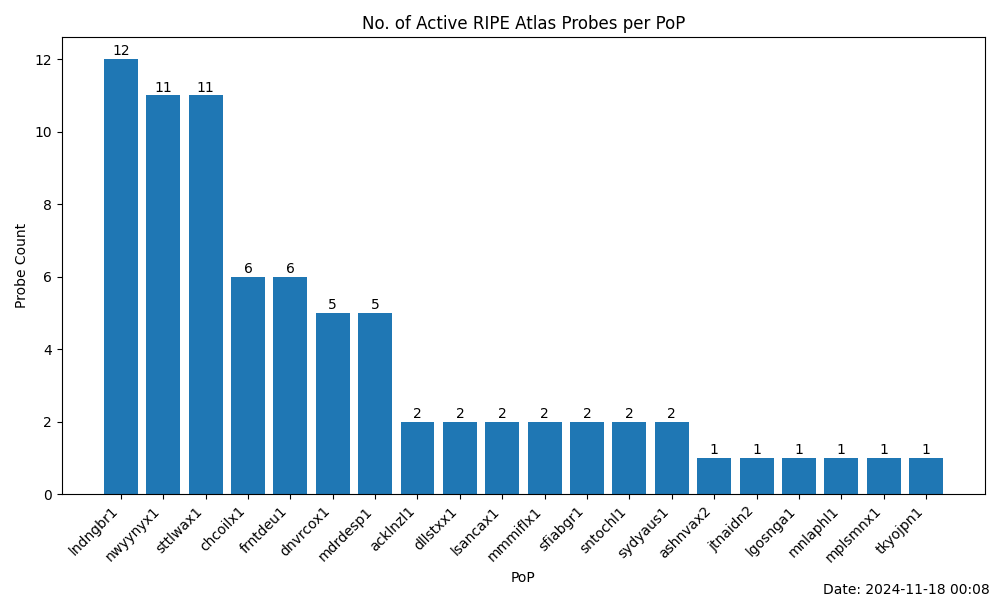 No. of Active RIPE Atlas Probes per PoP
12
11
11
6
6
5
5
2
2
2
2
2
2
2
1
1
1
1
1
1
12
10
8
6
4
2
0
Probe Count
lndngbr1
nwyynyx1
sttlwax1
chcoilx1
frntdeu1
dnvrcox1
mdrdesp1
acklnzl1
dllstxx1
lsancax1
mmmiflx1
sfiabgr1
sntochl1
sydyaus1
ashnvax2
jtnaidn2
lgosnga1
mnlaphl1
mplsmnx1
tkyojpn1
PoP
Date: 2024-11-18 00:08